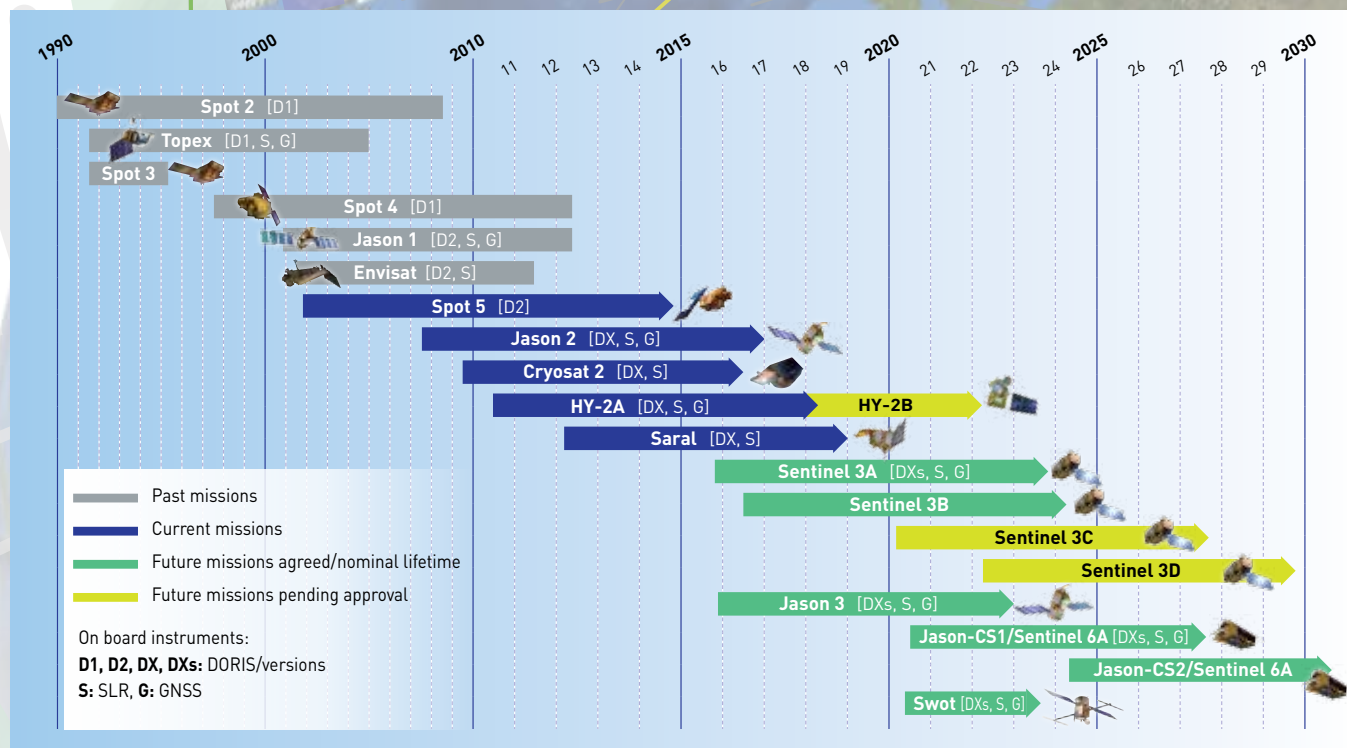 1990 2000 2010 11 12 13 14 2015 16 17 18 19 2020 21 22 23 24 2025 26 27 28 29 2030
Spot 2 [D1]
Topex [D1, S, G]
Spot 3
Spot 4 [D1]
Jason 1 [D2, S, G]
Envisat [D2, S]
Spot 5 [D2]
Jason 2 [DX, S, G]
Cryosat 2 [DX, S]
HY-2A [DX, S, G] HY-2B
Saral [DX, S]
Sentinel 3A [DXs, S, G]
Sentinel 3B
Sentinel 3C
Sentinel 3D
Jason 3 [DXs, S, G]
Jason-CS1/Sentinel 6A [DXs, S, G]
Jason-CS2/Sentinel 6A
Swot [DXs, S, G]
Past missions
Current missions
Future missions agreed/nominal lifetime
Future missions pending approval
On board instruments:
D1, D2, DX, DXs: DORIS/versions
S: SLR, G: GNSS